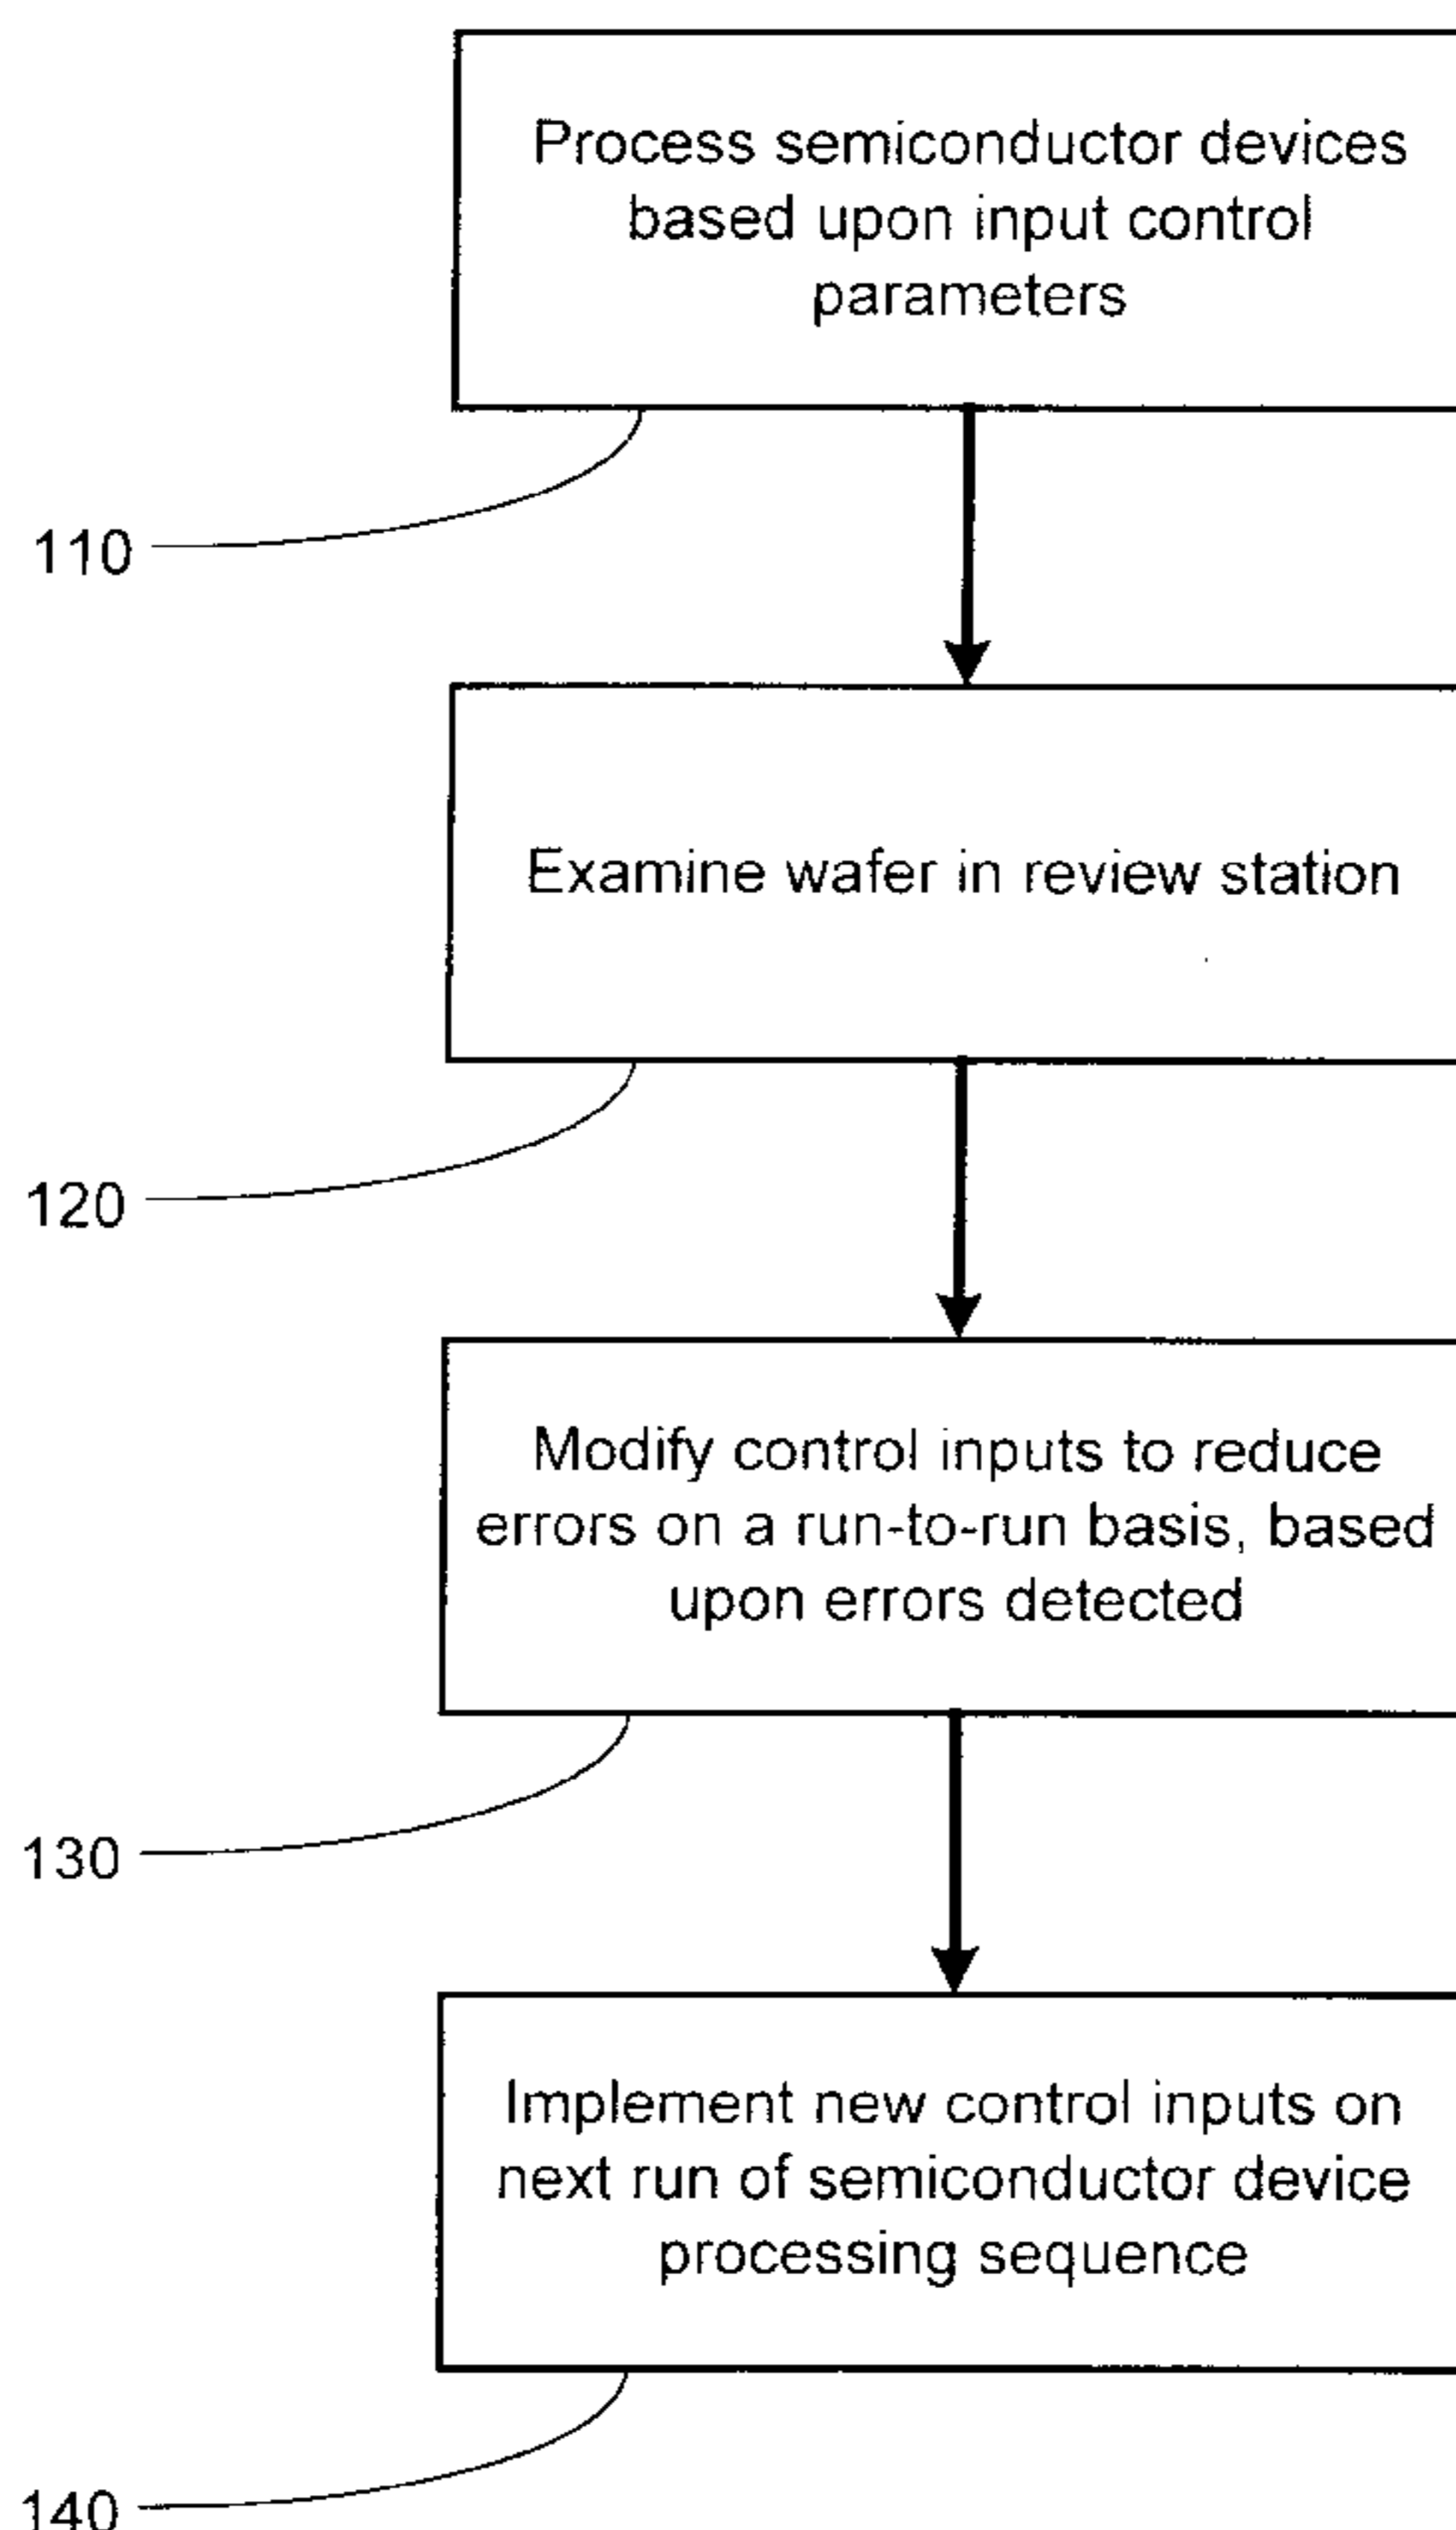 Process semiconductor devices
based upon input control
parameters
110
Examine wafer in review station
120
Modify control inputs to reduce
errors on a run-to-run basis, based
upon errors detected
130
Implement new control inputs on
next run of semiconductor device
processing sequence
140